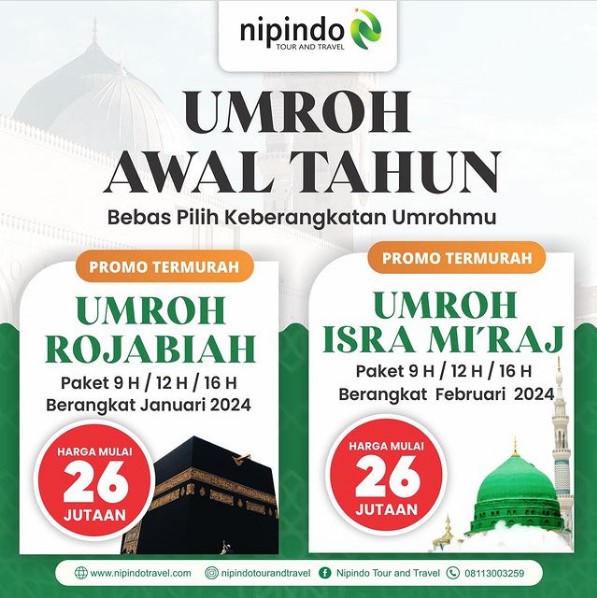 nipindo
TOUR AND TRAVEL
UMROH
AWAL TAHUN
Bebas Pilih Keberangkatan Umrohmu
PROMO TERMURAH
UMROH
ROJABIAH
Paket 9 H / 12 H / 16 H
Berangkat Januari 2024
HARGA MULAI
26
JUTAAN
PROMO TERMURAH
UMROH
ISRA MI'RAJ
Paket 9 H / 12 H / 16 H
Berangkat Februari 2024
HARGA MULAI
26
JUTAAN
www.nipindotravel.com nipindotourandtravel Nipindo Tour and Travel 08113003259